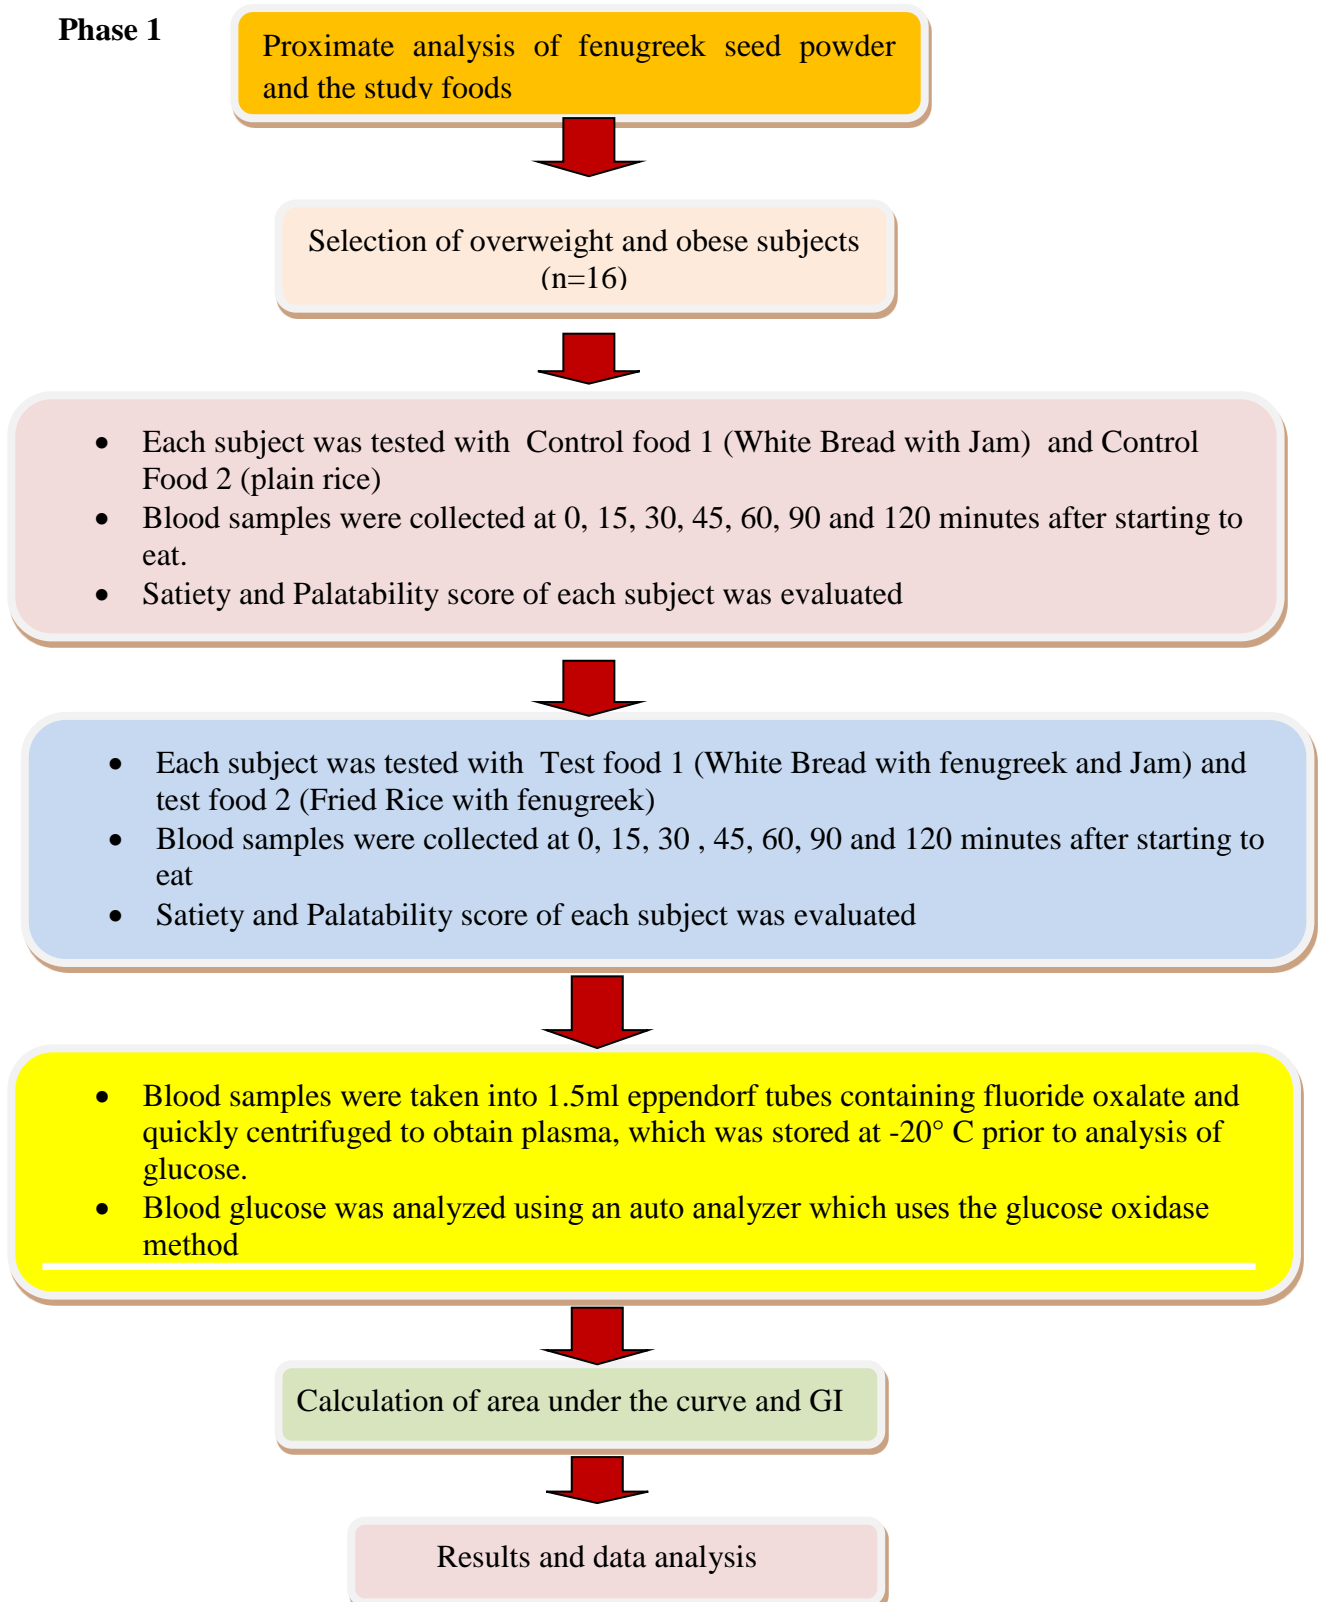 Phase 1
Proximate analysis of fenugreek seed powder
and the study foods
Selection of overweight and obese subjects
(n=16)
• Each subject was tested with Control food 1 (White Bread with Jam) and Control
Food 2 (plain rice)
• Blood samples were collected at 0, 15, 30, 45, 60, 90 and 120 minutes after starting to
eat.
• Satiety and Palatability score of each subject was evaluated
• Each subject was tested with Test food 1 (White Bread with fenugreek and Jam) and
test food 2 (Fried Rice with fenugreek)
• Blood samples were collected at 0, 15, 30 , 45, 60, 90 and 120 minutes after starting to
eat
• Satiety and Palatability score of each subject was evaluated
• Blood samples were taken into 1.5ml eppendorf tubes containing fluoride oxalate and
quickly centrifuged to obtain plasma, which was stored at -20° C prior to analysis of
glucose.
• Blood glucose was analyzed using an auto analyzer which uses the glucose oxidase
method
Calculation of area under the curve and GI
Results and data analysis